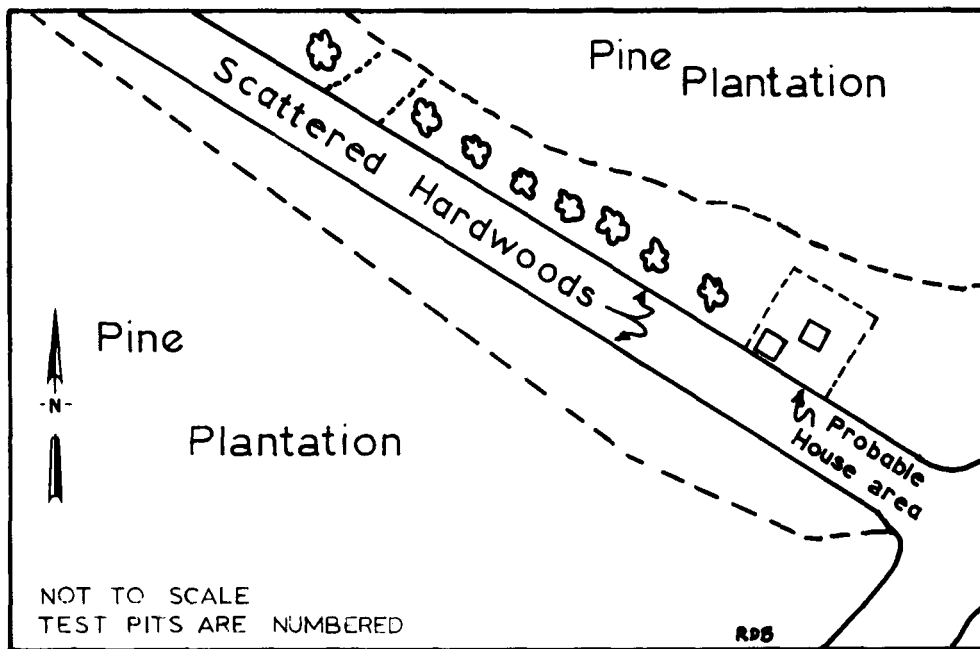 Pine
Plantation
Scattered Hardwoods
Pine
Plantation
-N-
Probable
House area
NOT TO SCALE
TEST PITS ARE NUMBERED
RDB